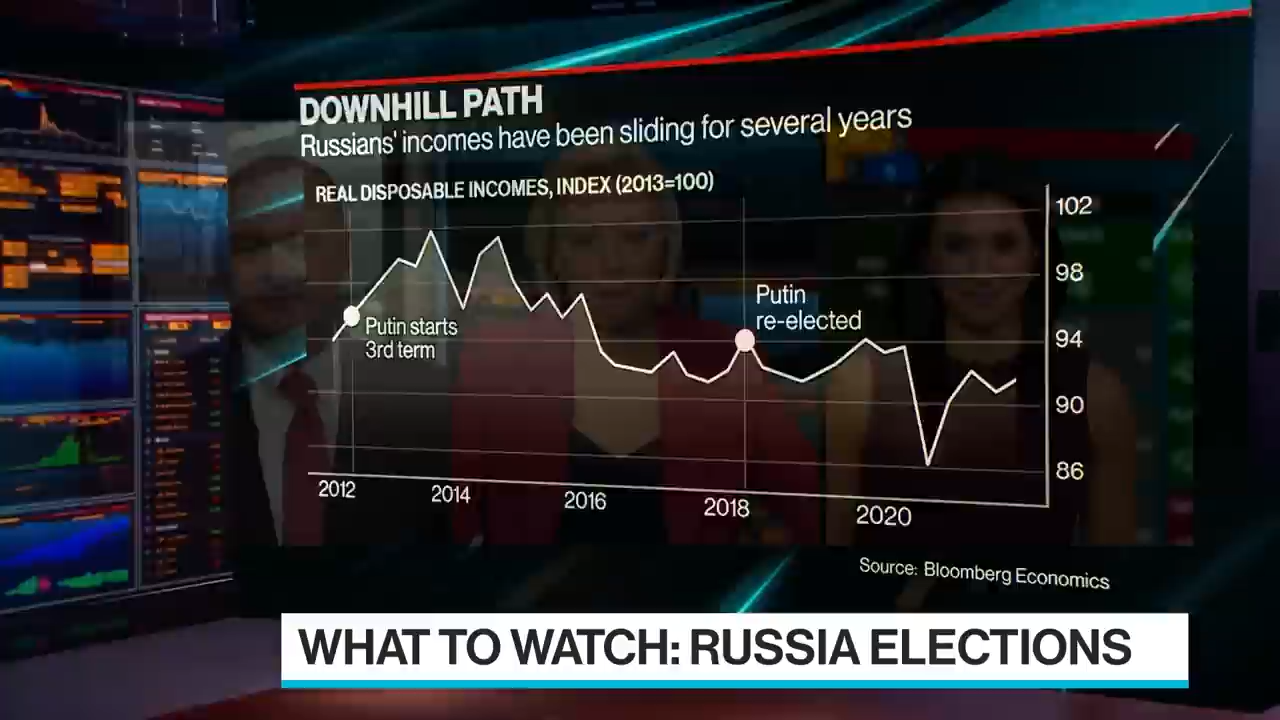 DOWNHILL PATH
Russians' incomes have been sliding for several years
REAL DISPOSABLE INCOMES, INDEX (2013=100)
102
98
94
90
86
Putin starts
3rd term
Putin
re-elected
2012
2014
2016
2018
2020
Source: Bloomberg Economics
WHAT TO WATCH: RUSSIA ELECTIONS